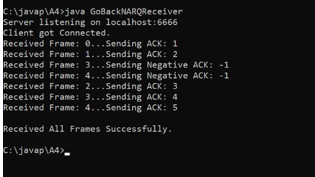 C:\javap\A4>java GoBackNARQReceiver
Server listening on localhost:6666
Client got Connected.
Received Frame: 0...Sending ACK: 1
Received Frame: 1...Sending ACK: 2
Received Frame: 3...Sending Negative ACK: -1
Received Frame: 4...Sending Negative ACK: -1
Received Frame: 2...Sending ACK: 3
Received Frame: 3...Sending ACK: 4
Received Frame: 4...Sending ACK: 5
Received All Frames Successfully.
C:\javap\A4>